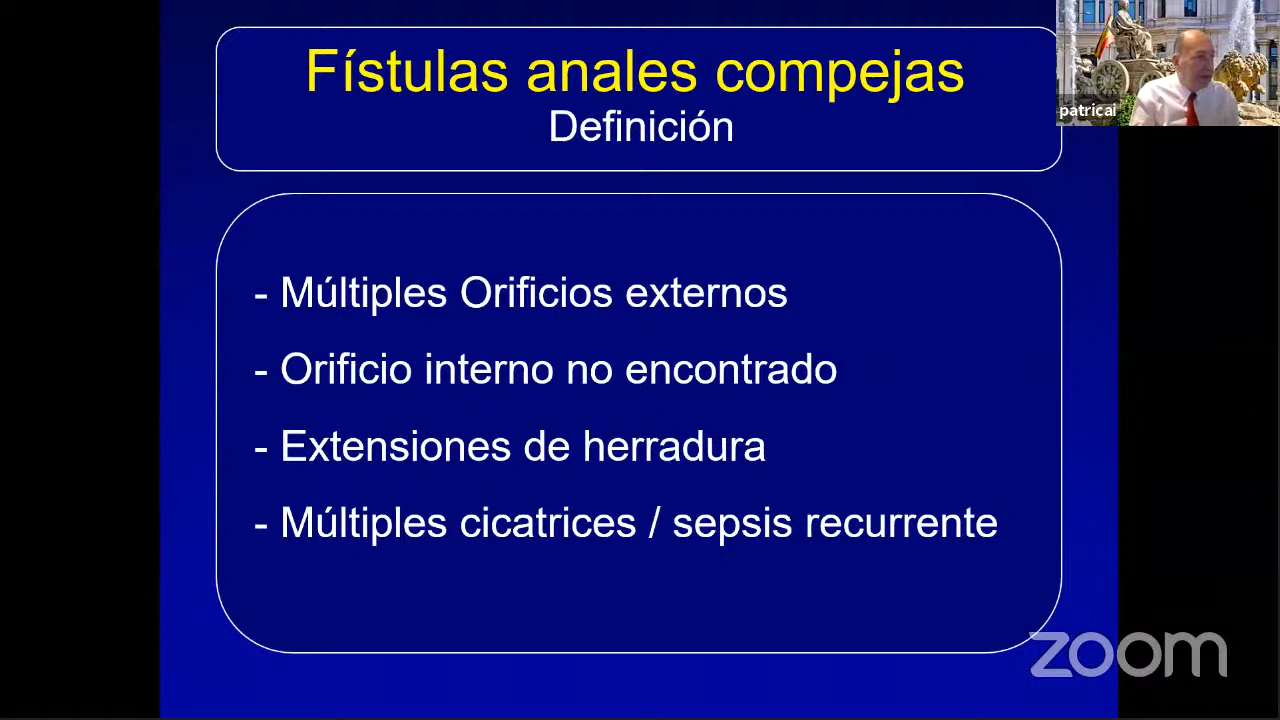 Fístulas anales compejas
Definición
patricai
- Múltiples Orificios externos
- Orificio interno no encontrado
- Extensiones de herradura
- Múltiples cicatrices / sepsis recurrente
zoom